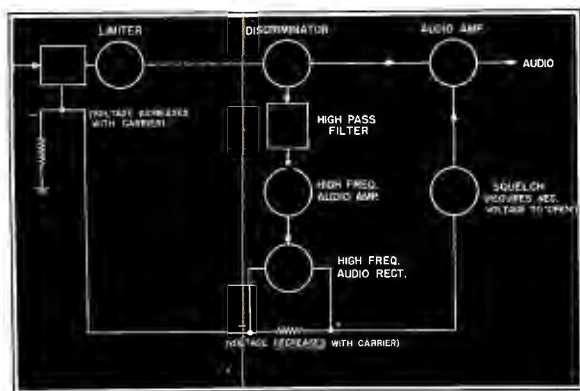 LIMITER
DISCRIMINATOR
AUDIO AMP.
AUDIO
(VOLTAGE
WITH CARRIER)
HIGH PASS
FILTER
HIGH FREQ.
AUDIO AMP.
SQUELCH
(REQUIRES NEG.
VOLTAGE TO OPEN)
HIGH FREQ.
AUDIO RECT.
(VOLTAGE DECREASES WITH CARRIER)